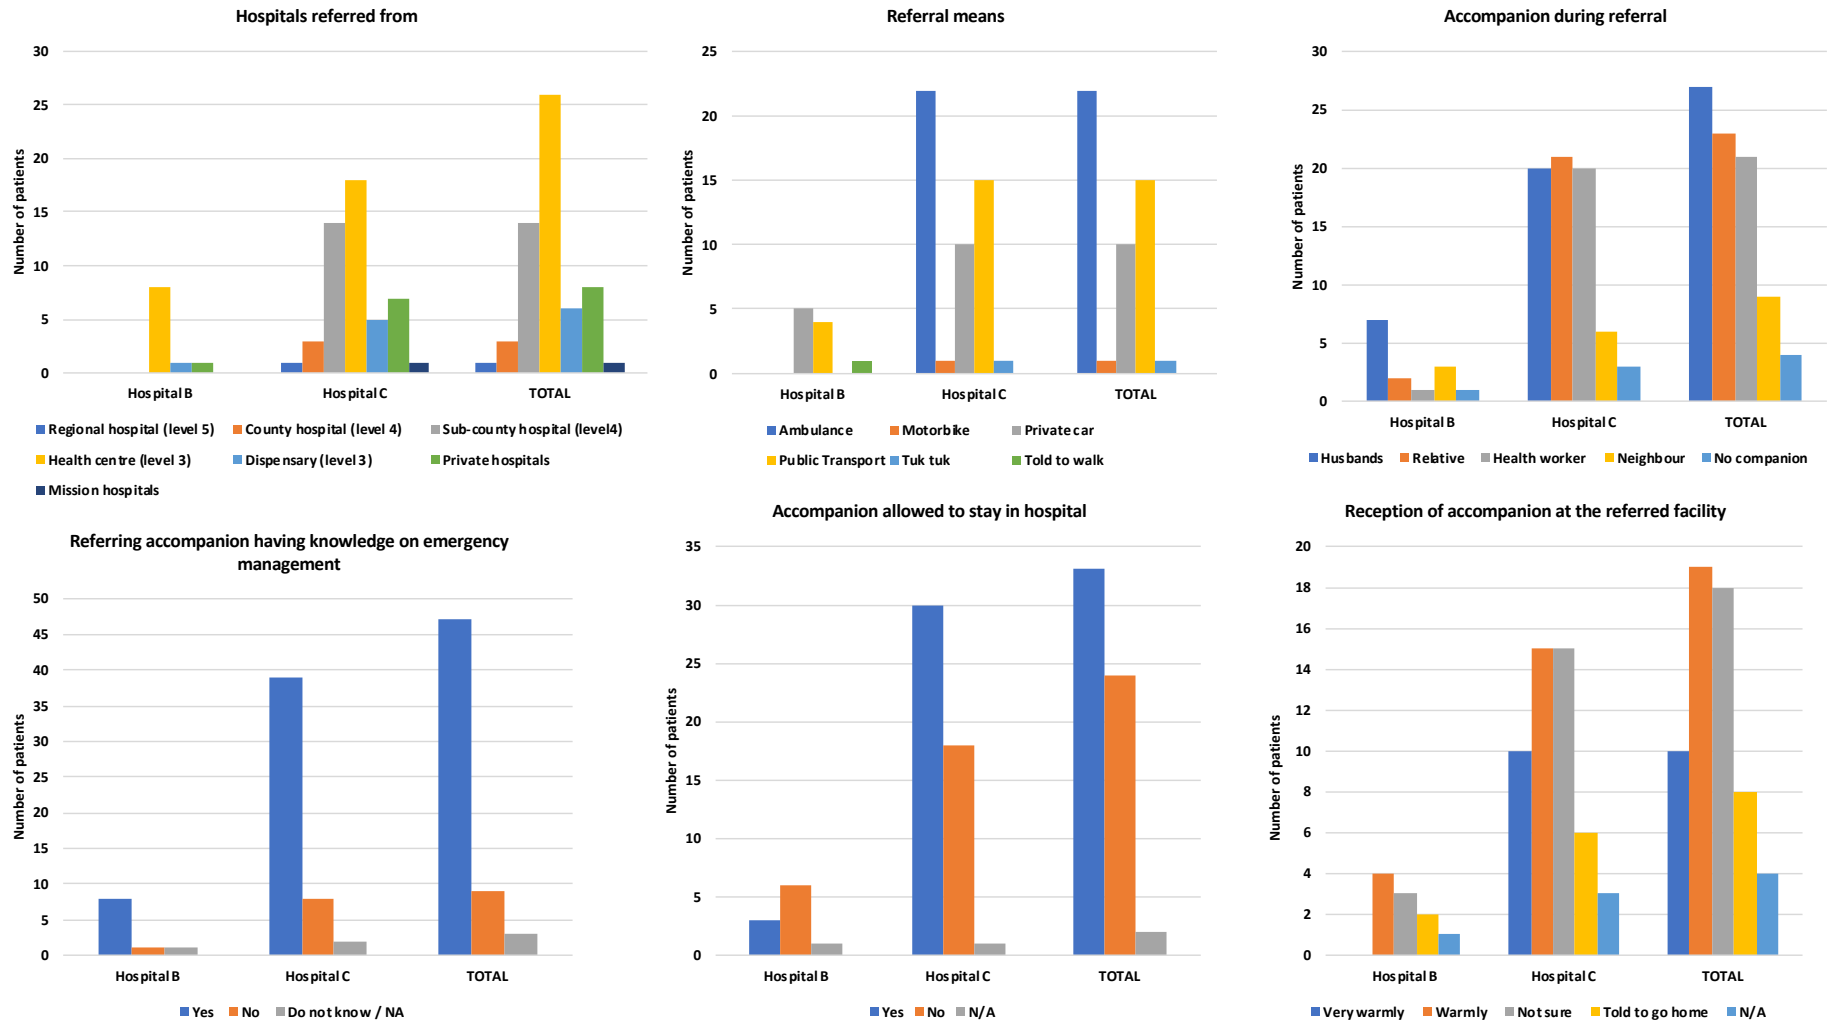 Hospitals referred from
30
25
20
15
10
5
0
Number of patients
Hospital B
Hospital C
TOTAL
Regional hospital (level 5)
County hospital (level 4)
Sub-county hospital (level4)
Health centre (level 3)
Dispensary (level 3)
Private hospitals
Mission hospitals
Referral means
25
20
15
10
5
0
Number of patients
Hospital B
Hospital C
TOTAL
Ambulance
Motorbike
Private car
Public Transport
Tuk tuk
Told to walk
Accompanion during referral
30
25
20
15
10
5
0
Number of patients
Hospital B
Hospital C
TOTAL
Husbands
Relative
Health worker
Neighbour
No companion
Referring accompanion having knowledge on emergency
management
50
45
40
35
30
25
20
15
10
5
0
Number of patients
Hospital B
Hospital C
TOTAL
Yes
No
Do not know / NA
Accompanion allowed to stay in hospital
35
30
25
20
15
10
5
0
Number of patients
Hospital B
Hospital C
TOTAL
Yes
No
N/A
Reception of accompanion at the referred facility
20
18
16
14
12
10
8
6
4
2
0
Number of patients
Hospital B
Hospital C
TOTAL
Very warmly
Warmly
Not sure
Told to go home
N/A